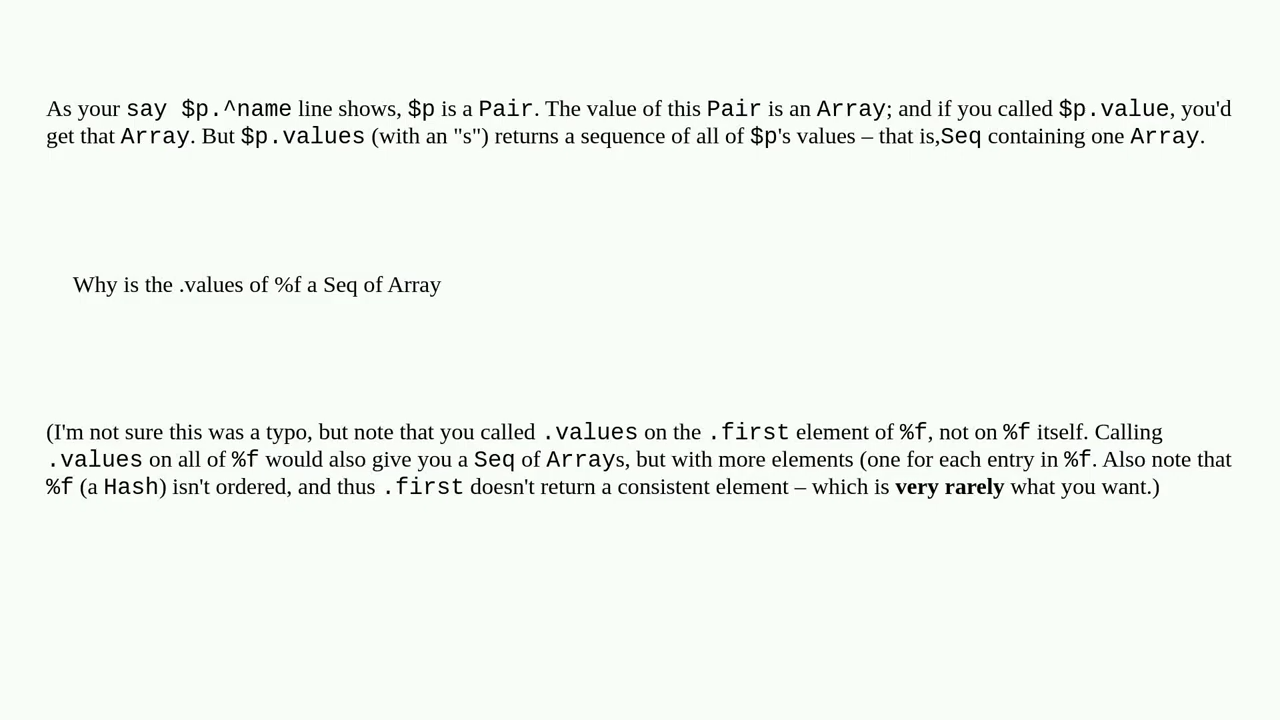 As your say $p.^name line shows, $p is a Pair. The value of this Pair is an Array; and if you called $p.value, you'd
get that Array. But $p.values (with an "s") returns a sequence of all of $p's values – that is,Seq containing one Array.
Why is the .values of %f a Seq of Array
(I'm not sure this was a typo, but note that you called .values on the .first element of %f, not on %f itself. Calling
.values on all of %f would also give you a Seq of Arrays, but with more elements (one for each entry in %f. Also note that
%f (a Hash) isn't ordered, and thus .first doesn't return a consistent element – which is very rarely what you want.)